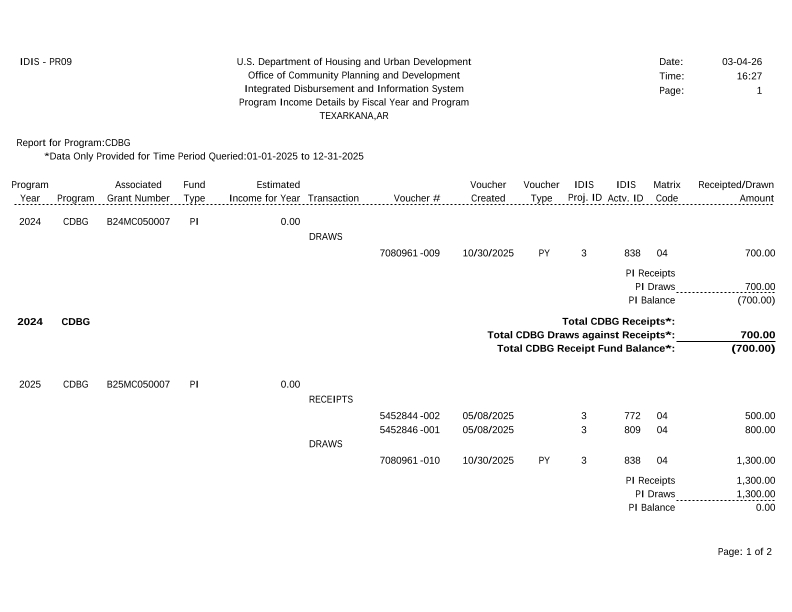 IDIS - PR09 U.S. Department of Housing and Urban Development Date: 03-04-26
Office of Community Planning and Development Time: 16:27
Integrated Disbursement and Information System Page: 1
Program Income Details by Fiscal Year and Program
TEXARKANA,AR
Report for Program:CDBG
*Data Only Provided for Time Period Queried:01-01-2025 to 12-31-2025
Program Associated Fund Estimated Voucher Voucher IDIS IDIS Matrix Receipted/Drawn
Year Program Grant Number Type Income for Year Transaction Voucher # Created Type Proj. ID Actv. ID Code Amount
2024 CDBG B24MC050007 PI 0.00
DRAWS
7080961 -009 10/30/2025 PY 3 838 04 700.00
PI Receipts
PI Draws 700.00
PI Balance (700.00)
2024 CDBG Total CDBG Receipts*:
Total CDBG Draws against Receipts*: 700.00
Total CDBG Receipt Fund Balance*: (700.00)
2025 CDBG B25MC050007 PI 0.00
RECEIPTS
5452844 -002 05/08/2025 3 772 04 500.00
5452846 -001 05/08/2025 3 809 04 800.00
DRAWS
7080961 -010 10/30/2025 PY 3 838 04 1,300.00
PI Receipts 1,300.00
PI Draws 1,300.00
PI Balance 0.00
Page: 1 of 2